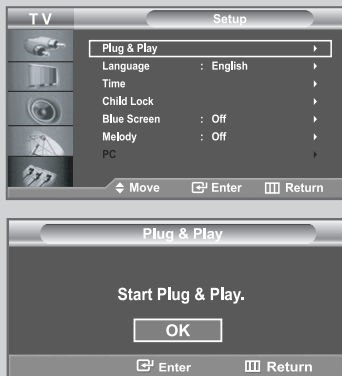 TV Setup
Plug & Play
Language : English
Time
Child Lock
Blue Screen : Off
Melody : Off
PC
Move Enter Return
Plug & Play
Start Plug & Play.
OK
Enter Return